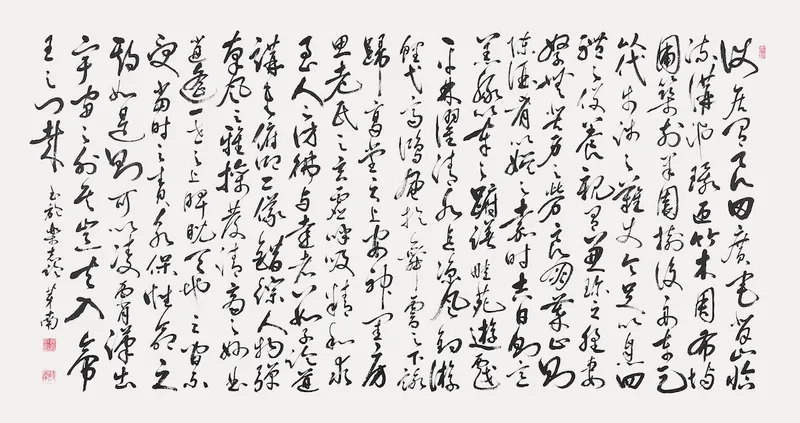 使居有良田廣宅背山臨
流溝池環匝竹木周布場
圃築前果園樹後舟車足
以代步涉之難使令足以息四
體之役養親有兼珍之膳妻
孥無苦身之勞良朋萃止則
陳酒肴以娛之嘉時吉日則烹
羔豚以奉之躕躇畦苑遊戲
平林濯清水追涼風釣游
鯉弋高鴻風於舞雩之下詠
歸高堂之上安神閨房
思老氏之玄虛呼吸精和求
至人之彷彿與達者數子論道
講書俯仰二儀錯綜人物彈
南風之雅操發清商之妙曲
逍遙一世之上睥睨天地之間不
受當時之責永保性命之
期如是則可以凌霄漢出
宇宙之外矣豈羨夫入帝
王之門哉
樂志論